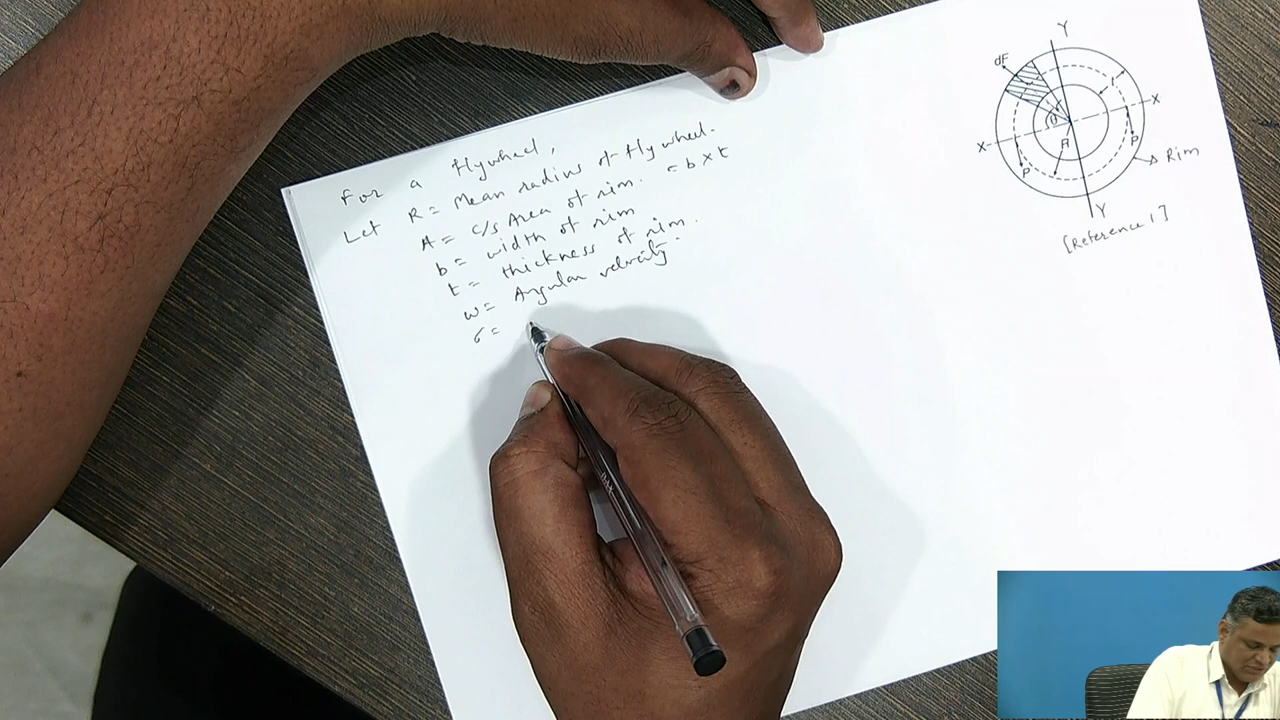 For a flywheel,
Let R = Mean radius of flywheel.
A = c/s Area of rim. = b × t
b = width of rim
t = thickness of rim.
ω = Angular velocity.
σ =
Y
dF
t
X
θ
X
R
P
P
Rim
Y
[Reference 1]